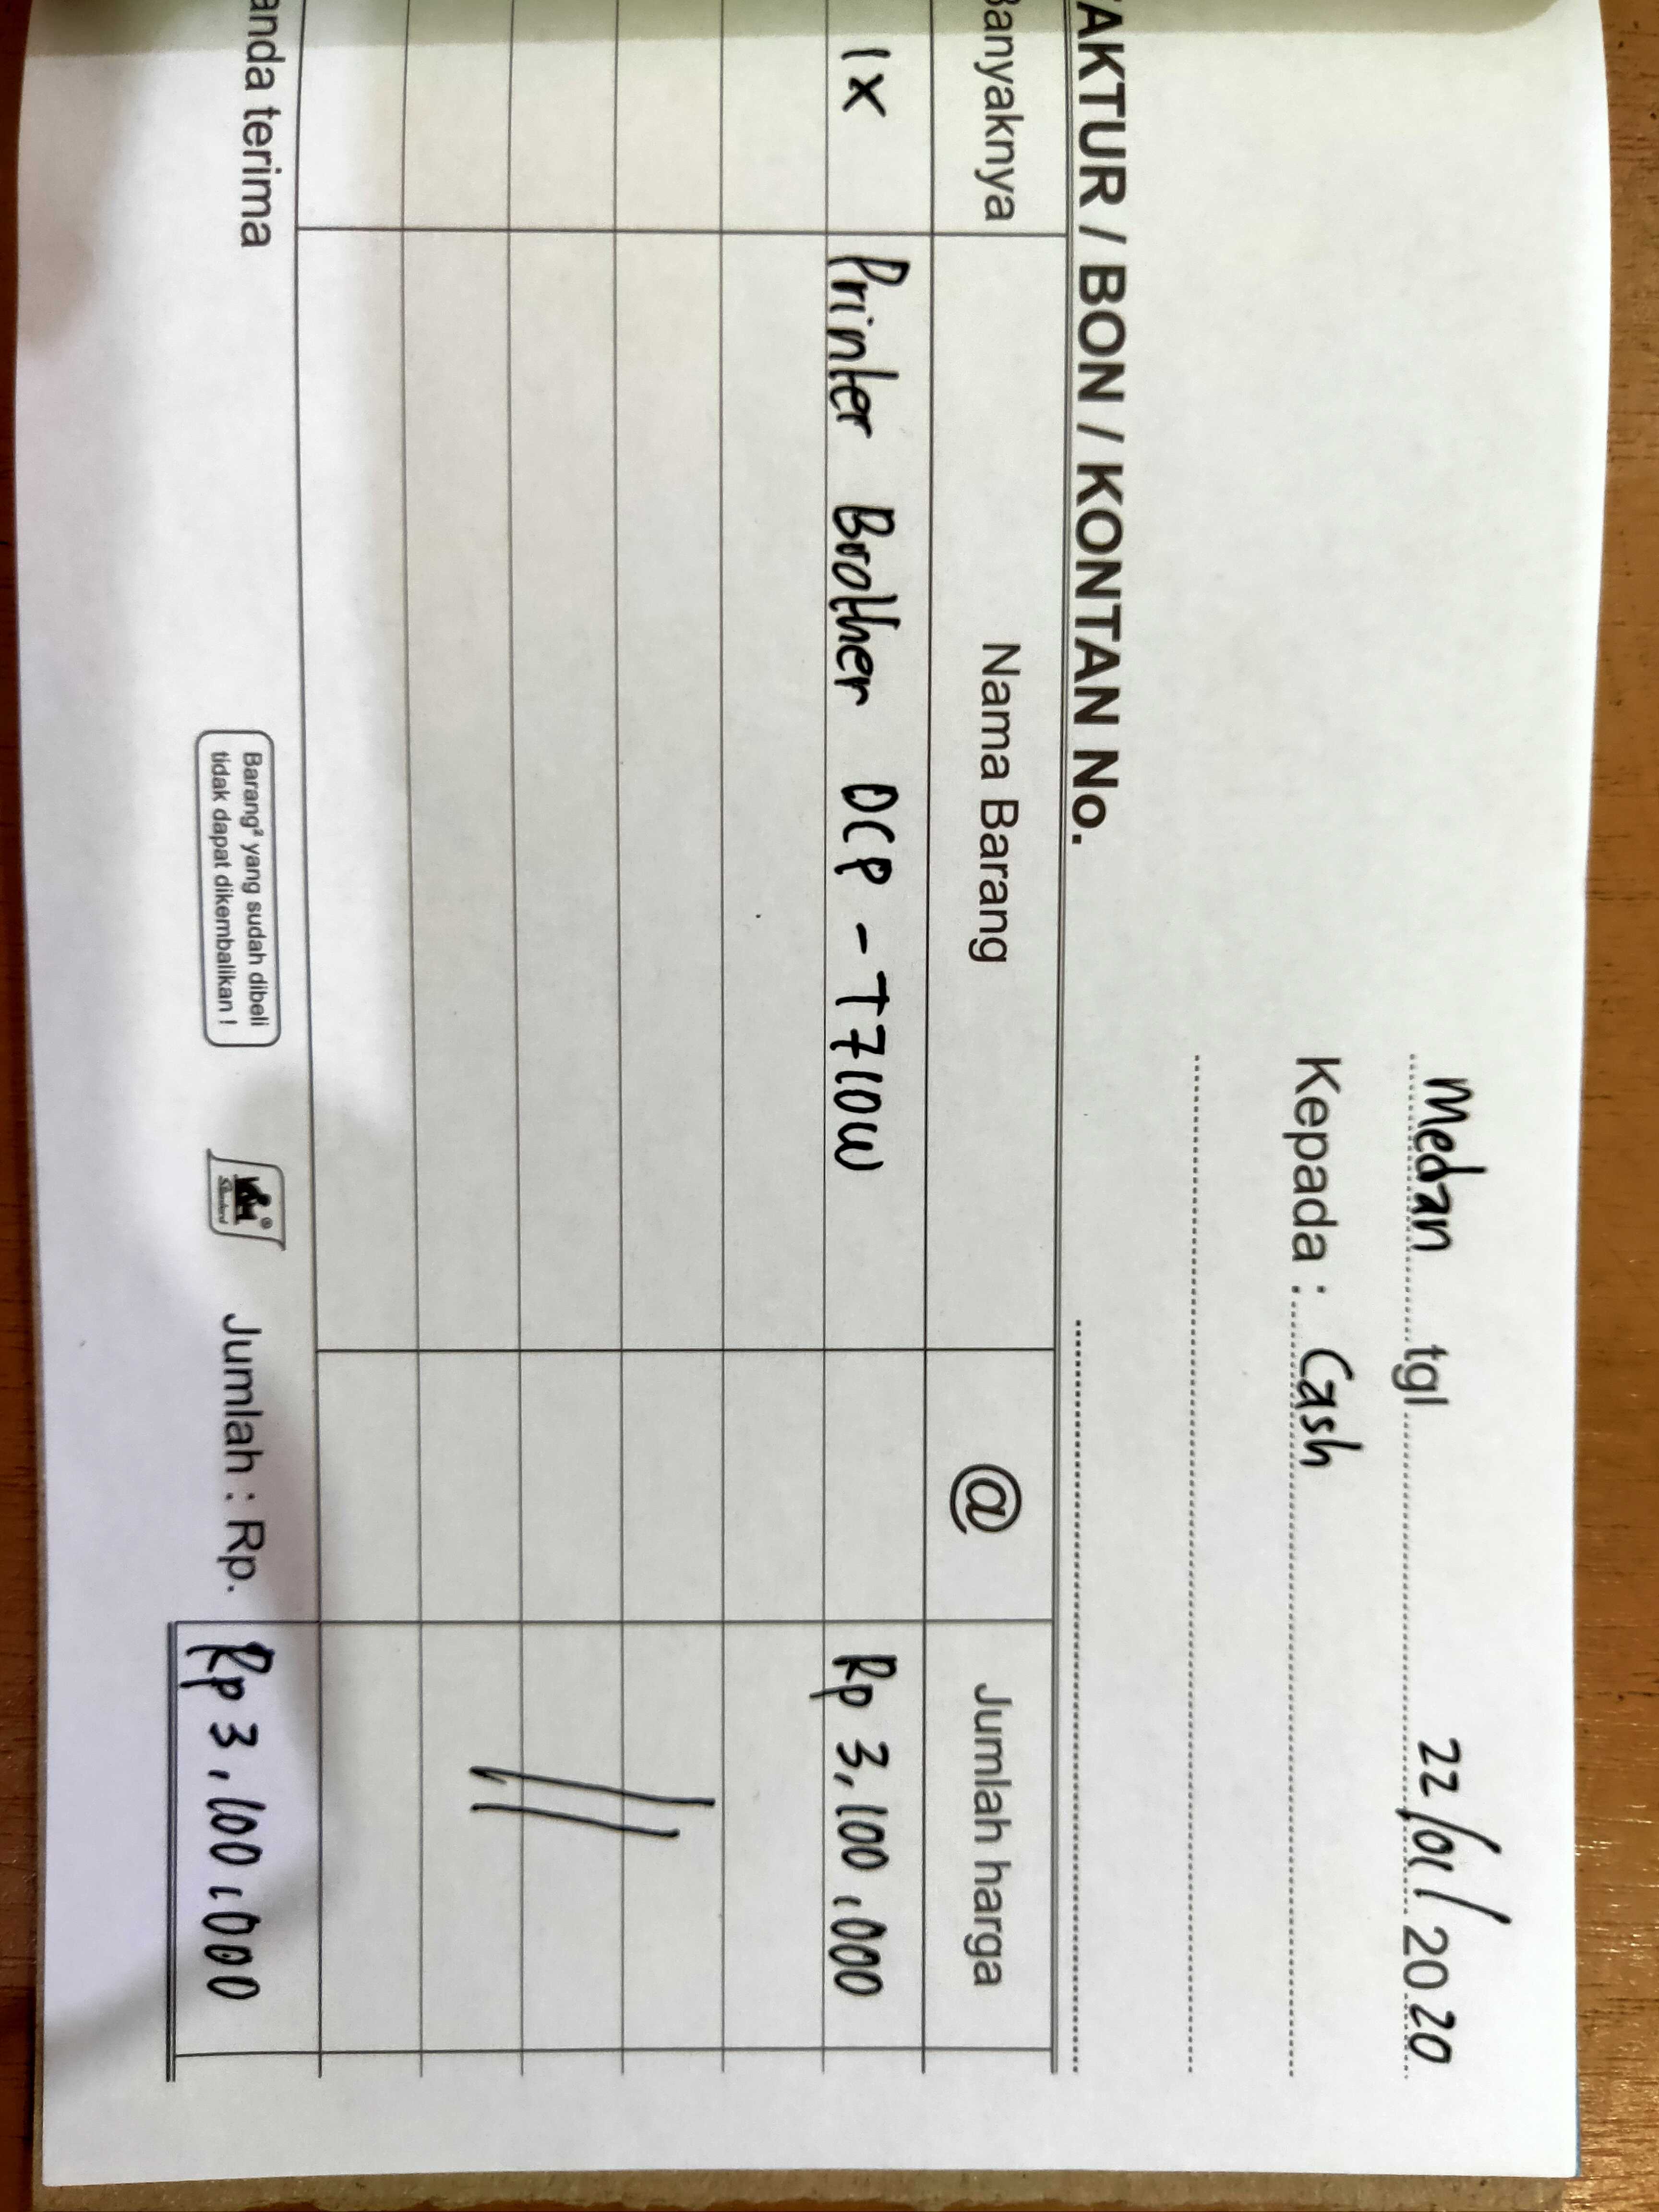 Medan tgl 22/01/2020
Kepada : Cash
FAKTUR / BON / KONTAN No.
Banyaknya Nama Barang @ Jumlah harga
1x Printer Brother DCP - T710W Rp 3,100,000
anda terima Barang² yang sudah dibeli
tidak dapat dikembalikan !
Jumlah : Rp. Rp 3,100,000